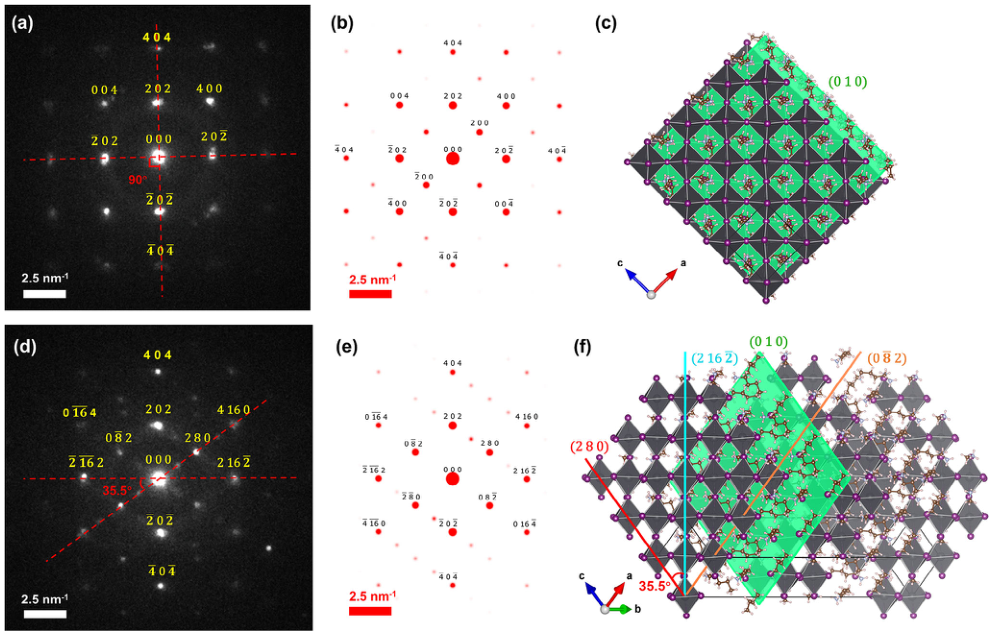 (a)
4 0 4
0 0 4
2 0 2
4 0 0
2̅ 0 2
0 0 0
2 0 2̅
90°
2̅ 0 2̅
4̅ 0 4̅
2.5 nm⁻¹
(b)
4 0 4
0 0 4
2 0 2
4 0 0
2 0 0
4̅ 0 4
2̅ 0 2
0 0 0
2 0 2̅
4 0 4̅
2̅ 0 0
4̅ 0 0
2̅ 0 2̅
0 0 4̅
4̅ 0 4̅
2.5 nm⁻¹
(c)
(0 1 0)
c
a
(d)
4 0 4
0 1̅6̅ 4
2 0 2
4 16 0
0 8̅ 2
2 8 0
2̅ 1̅6̅ 2
0 0 0
2 16 2̅
35.5°
2̅ 0 2̅
4̅ 0 4̅
2.5 nm⁻¹
(e)
4 0 4
0 1̅6̅ 4
2 0 2
4 16 0
0 8̅ 2
2 8 0
2̅ 1̅6̅ 2
0 0 0
2 16 2̅
2̅ 8̅ 0
0 8 2̅
4̅ 1̅6̅ 0
2̅ 0 2̅
0 16 4̅
4̅ 0 4̅
2.5 nm⁻¹
(f)
(2 16 2̅)
(0 1 0)
(0 8̅ 2)
(2 8 0)
35.5°
c
a
b